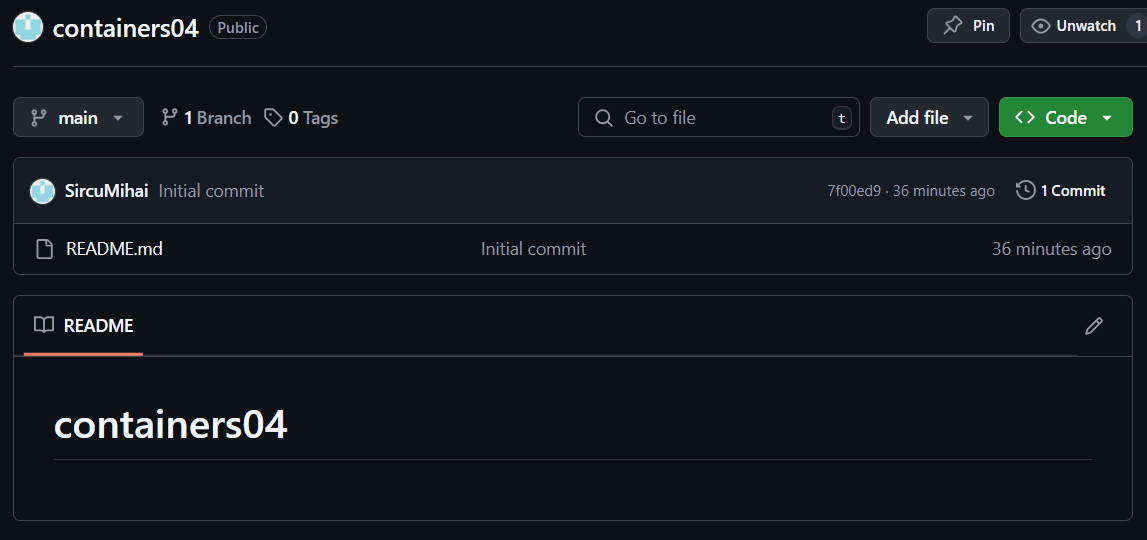 containers04 Public Pin Unwatch 1
main 1 Branch 0 Tags Go to file t Add file Code
SircuMihai Initial commit 7f00ed9 · 36 minutes ago 1 Commit
README.md Initial commit 36 minutes ago
README
containers04